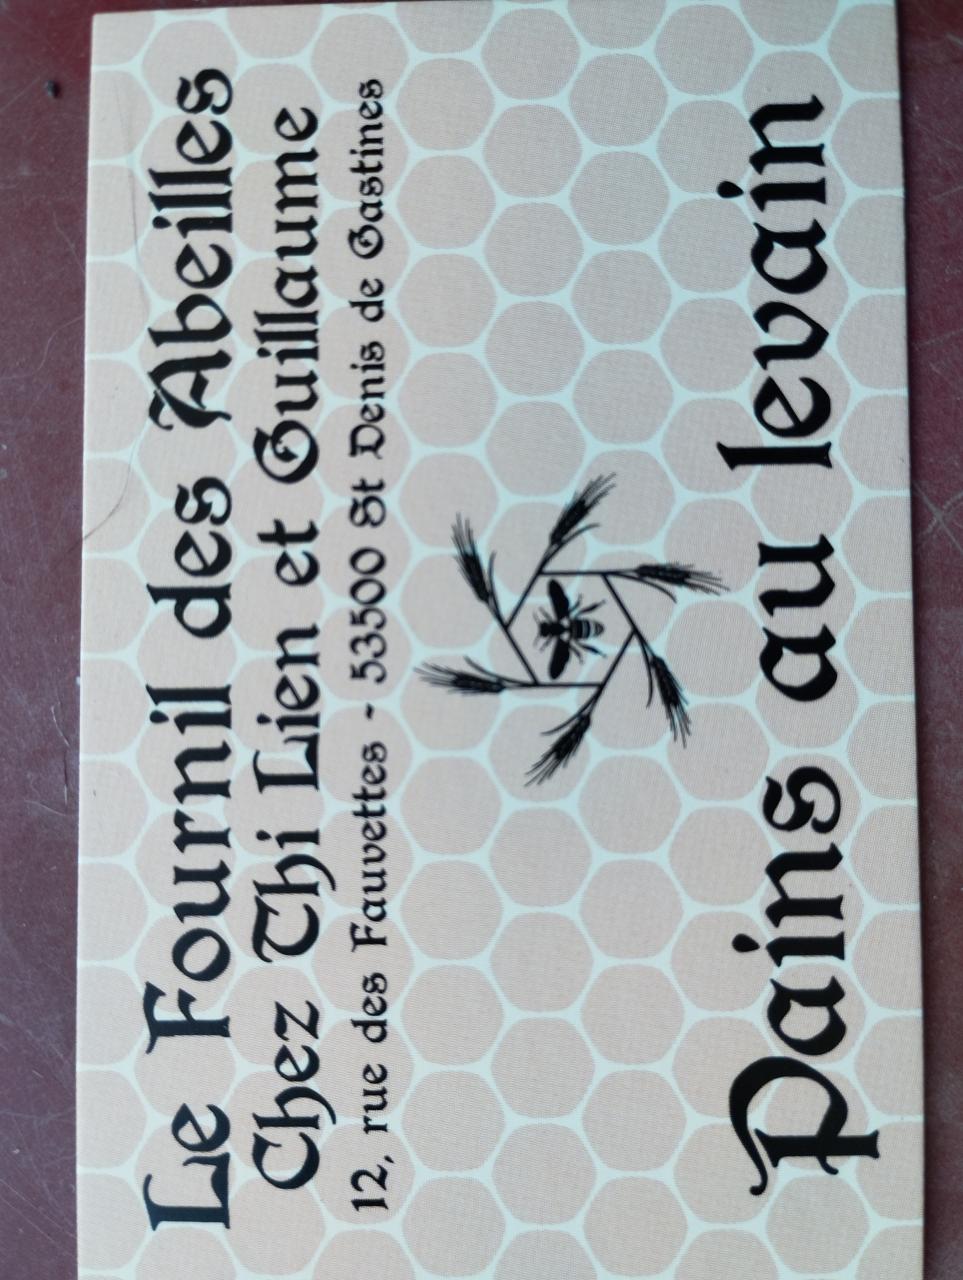 Le Fournil des Abeilles
Chez Thi Lien et Guillaume
12, rue des Fauvettes - 53500 St Denis de Gastines
Pains au levain